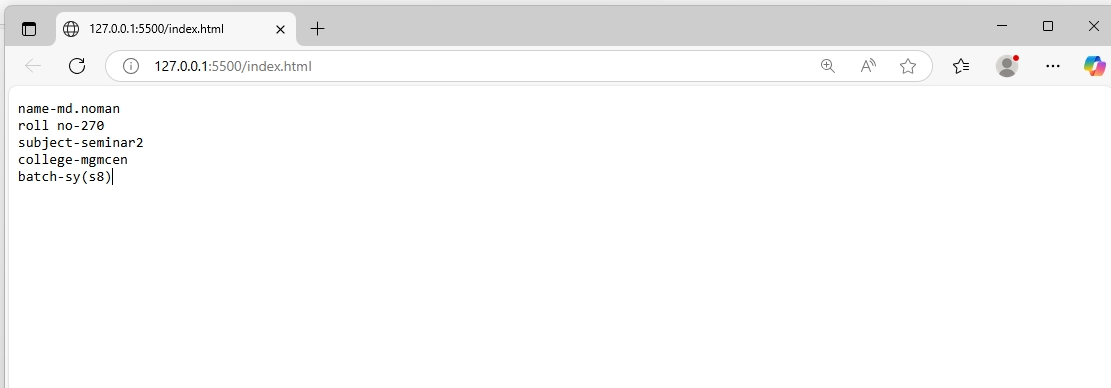 127.0.0.1:5500/index.html
127.0.0.1:5500/index.html
name-md.noman
roll no-270
subject-seminar2
college-mgmcen
batch-sy(s8)